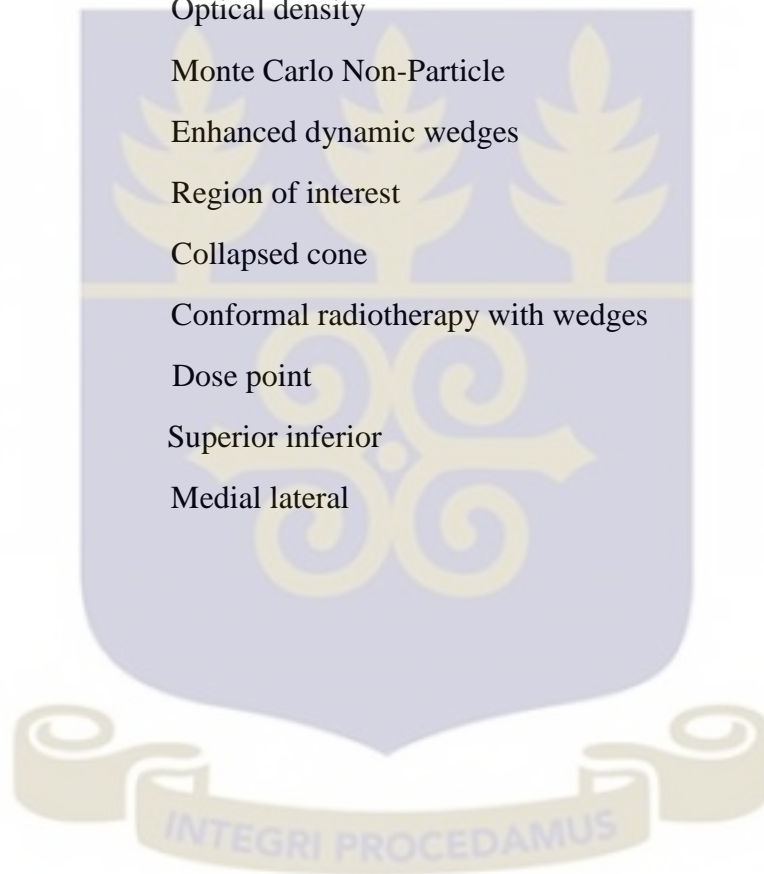 Optical density
Monte Carlo Non-Particle
Enhanced dynamic wedges
Region of interest
Collapsed cone
Conformal radiotherapy with wedges
Dose point
Superior inferior
Medial lateral
INTEGRI PROCEDAMUS